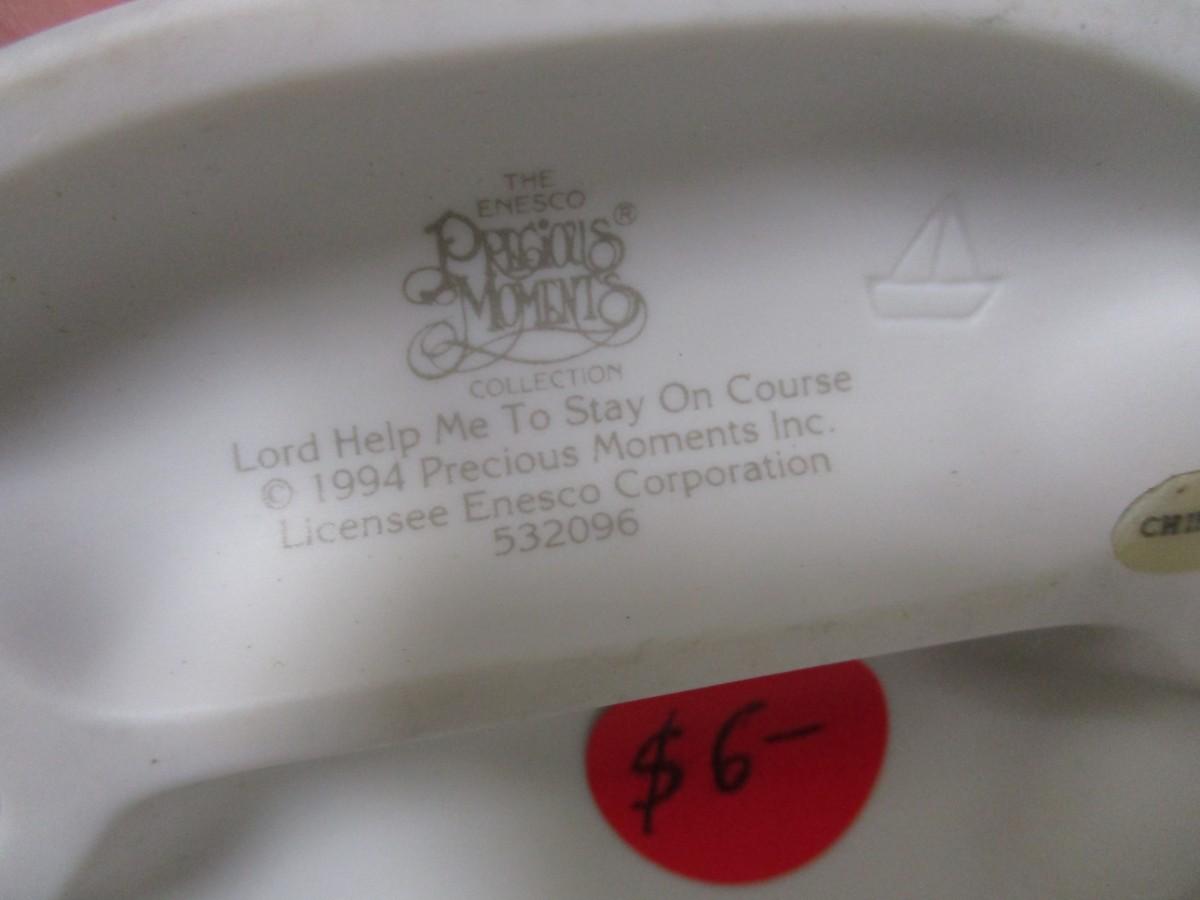 THE
ENESCO
PRECIOUS®
MOMENTS
COLLECTION
Lord Help Me To Stay On Course
© 1994 Precious Moments Inc.
Licensee Enesco Corporation
532096
$6—